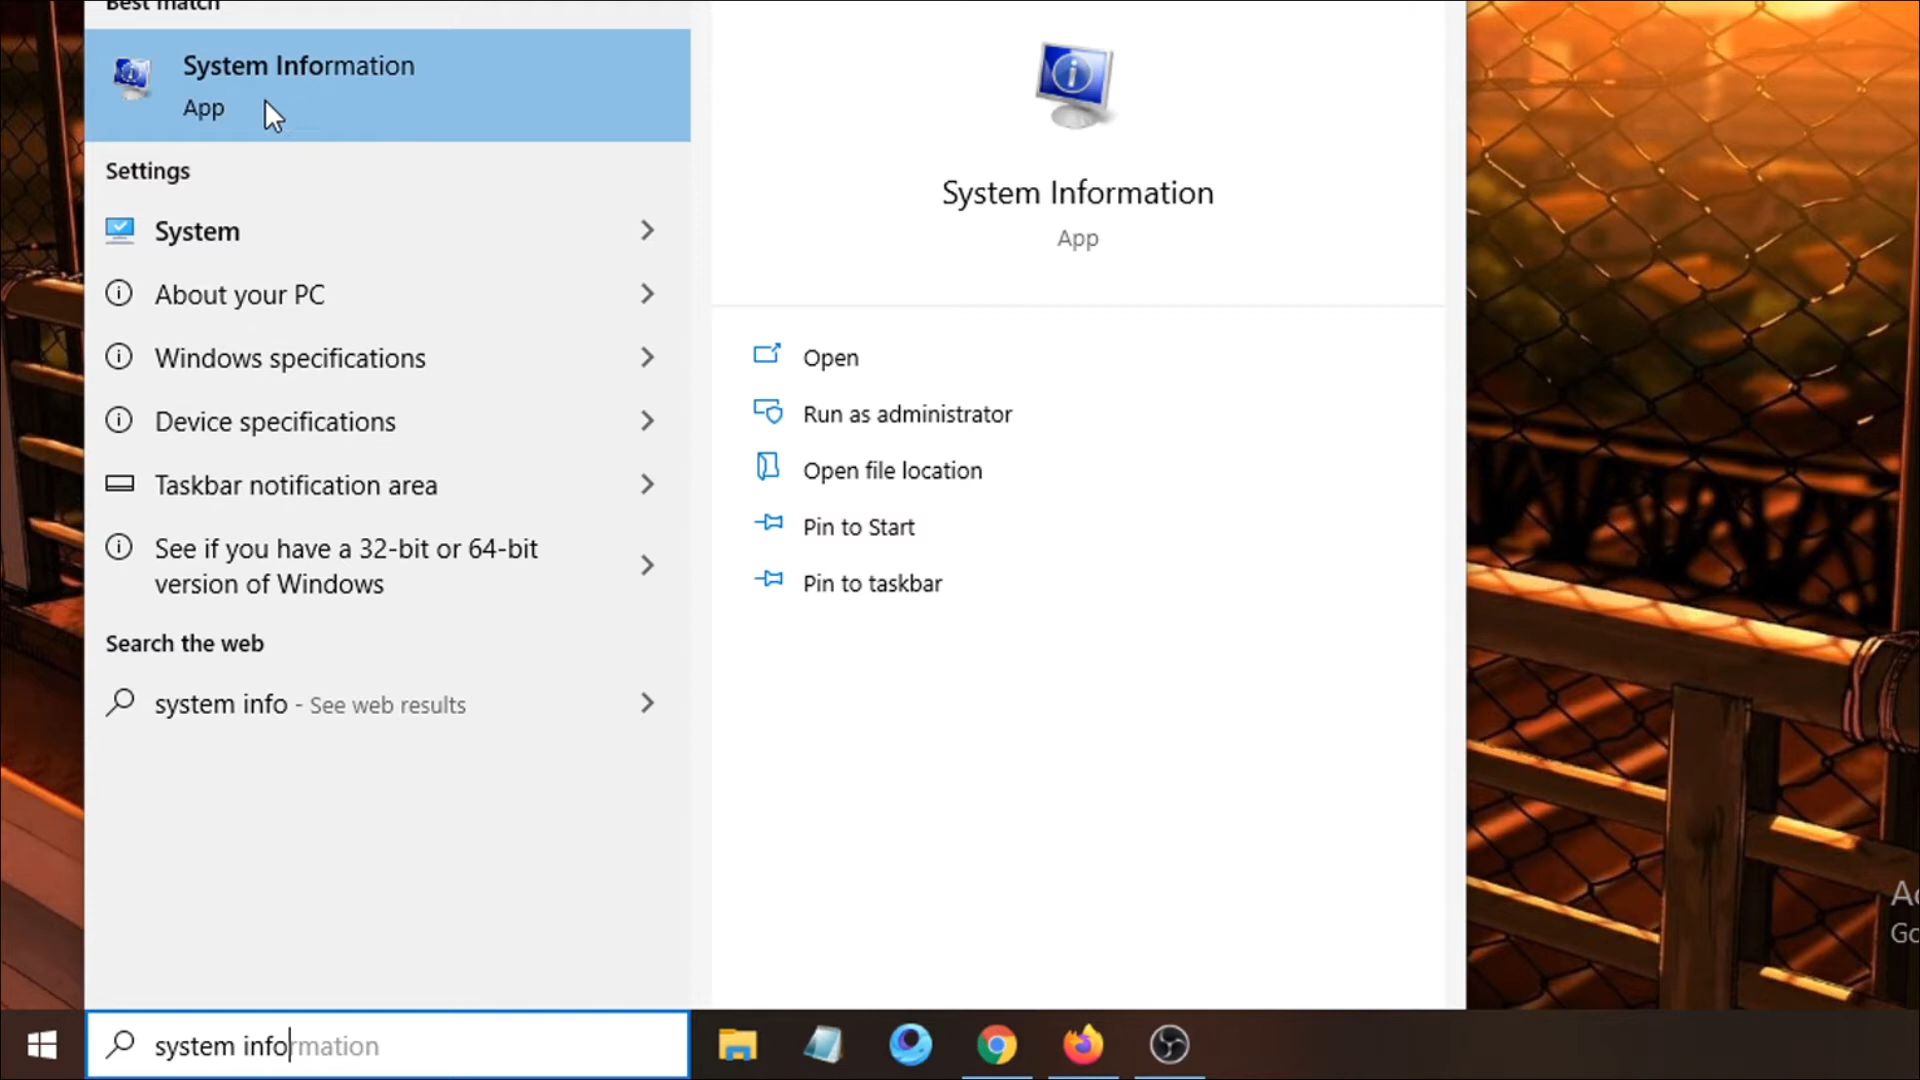 Best match
System Information
App
Settings
System
About your PC
Windows specifications
Device specifications
Taskbar notification area
See if you have a 32-bit or 64-bit
version of Windows
Search the web
system info - See web results
system information
System Information
App
Open
Run as administrator
Open file location
Pin to Start
Pin to taskbar